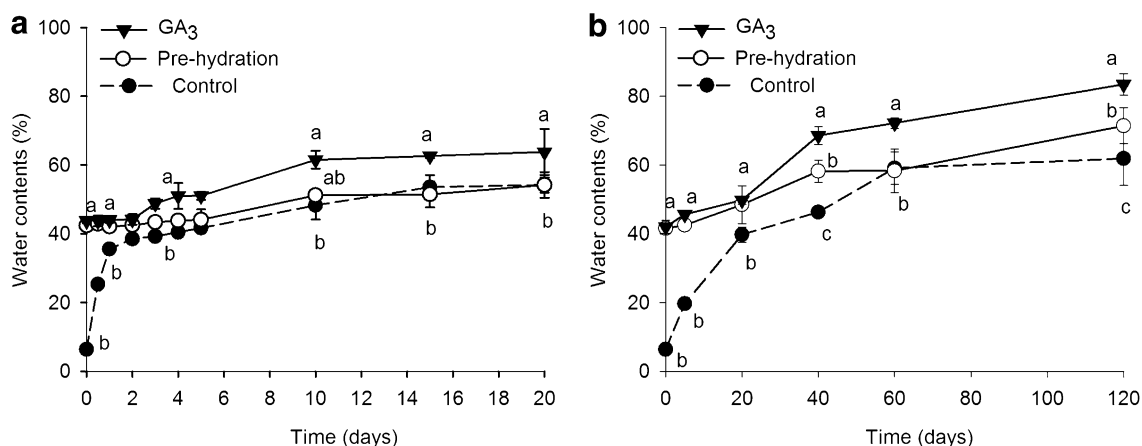 a
GA3
Pre-hydration
Control
Water contents (%)
100
80
60
40
20
0
a
a
a
a
a
a
ab
b
b
b
b
b
b
0
2
4
6
8
10
12
14
16
18
20
Time (days)
b
GA3
Pre-hydration
Control
Water contents (%)
100
80
60
40
20
0
a
a
a
a
a
a
b
b
b
b
b
c
b
c
0
20
40
60
80
100
120
Time (days)